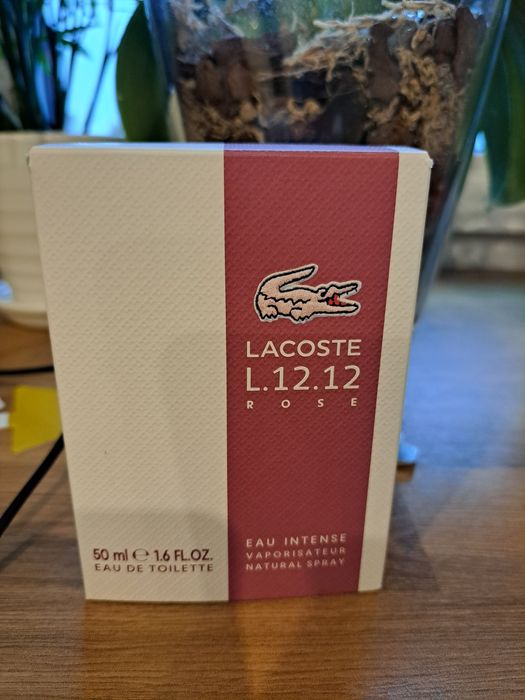 LACOSTE
L.12.12
ROSE
EAU INTENSE
VAPORISATEUR
NATURAL SPRAY
50 ml ℮ 1.6 FL.OZ.
EAU DE TOILETTE